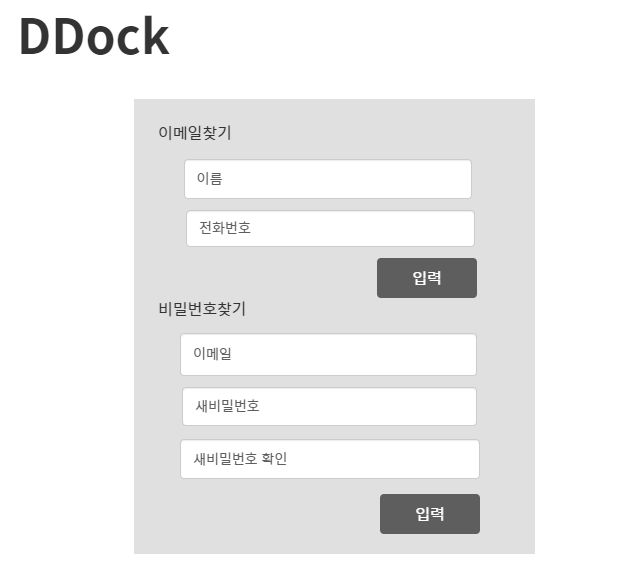 DDock
이메일찾기
이름
전화번호
입력
비밀번호찾기
이메일
새비밀번호
새비밀번호 확인
입력